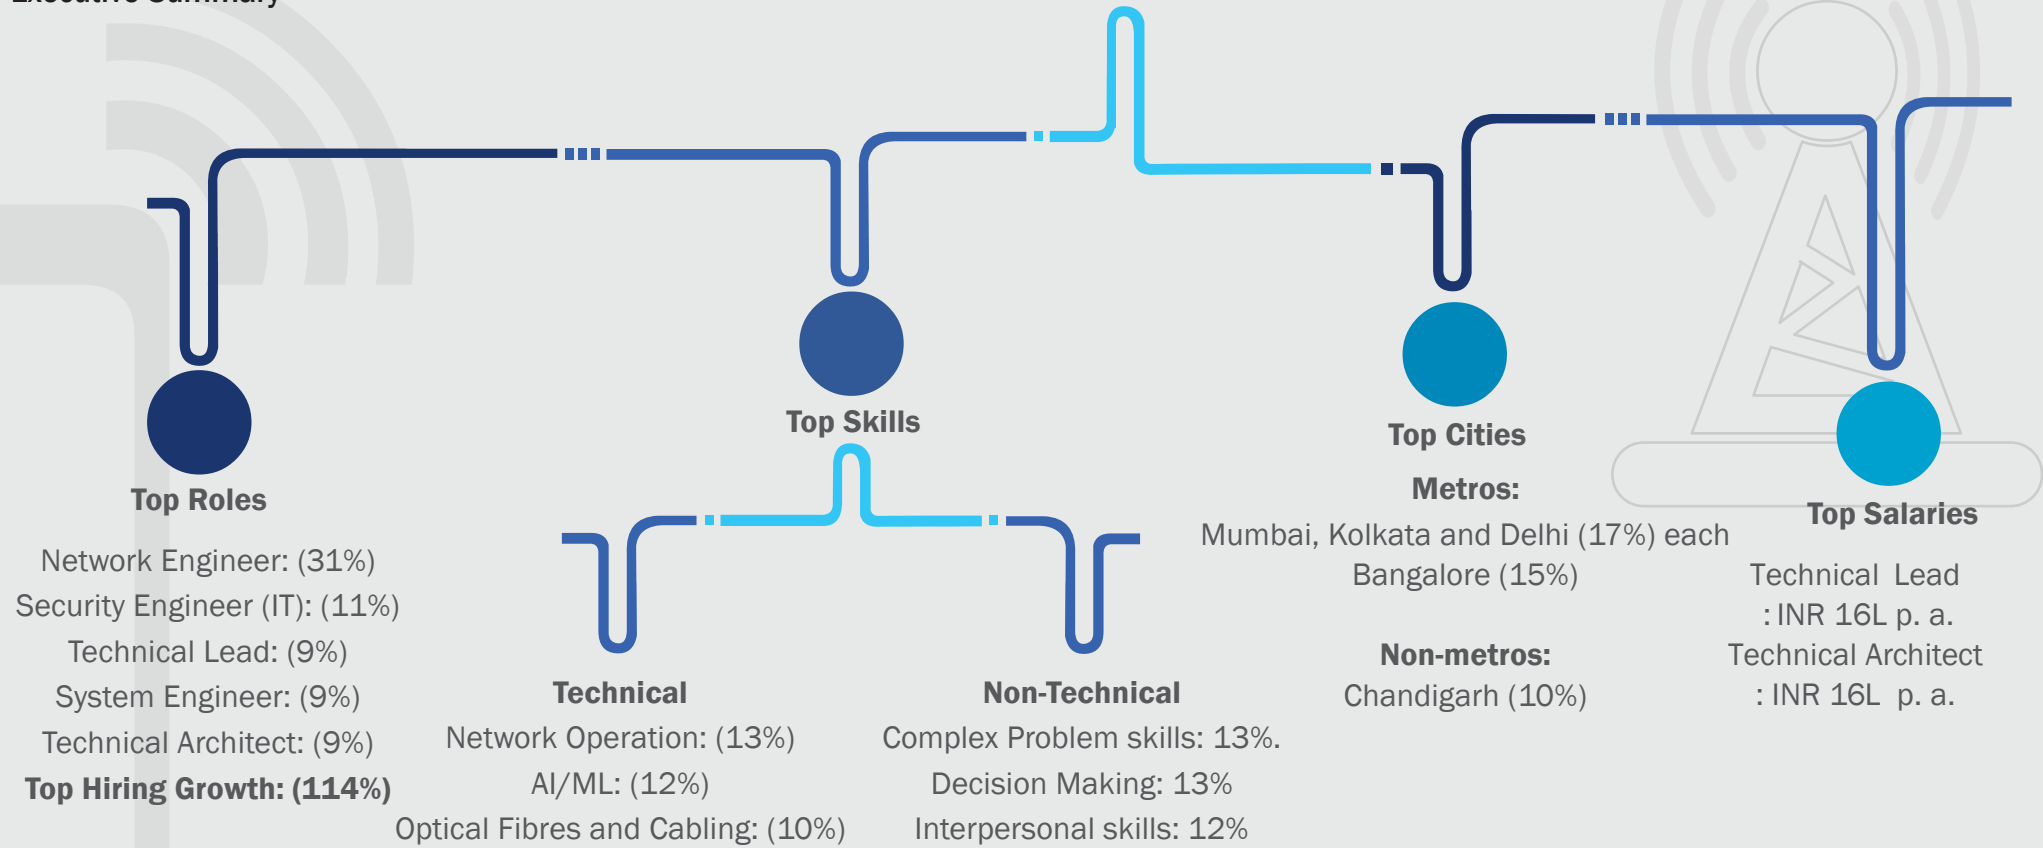 Executive Summary
Top Roles
Network Engineer: (31%)
Security Engineer (IT): (11%)
Technical Lead: (9%)
System Engineer: (9%)
Technical Architect: (9%)
Top Hiring Growth: (114%)
Top Skills
Technical
Network Operation: (13%)
AI/ML: (12%)
Optical Fibres and Cabling: (10%)
Non-Technical
Complex Problem skills: 13%.
Decision Making: 13%
Interpersonal skills: 12%
Top Cities
Metros:
Mumbai, Kolkata and Delhi (17%) each
Bangalore (15%)
Non-metros:
Chandigarh (10%)
Top Salaries
Technical Lead
: INR 16L p. a.
Technical Architect
: INR 16L p. a.